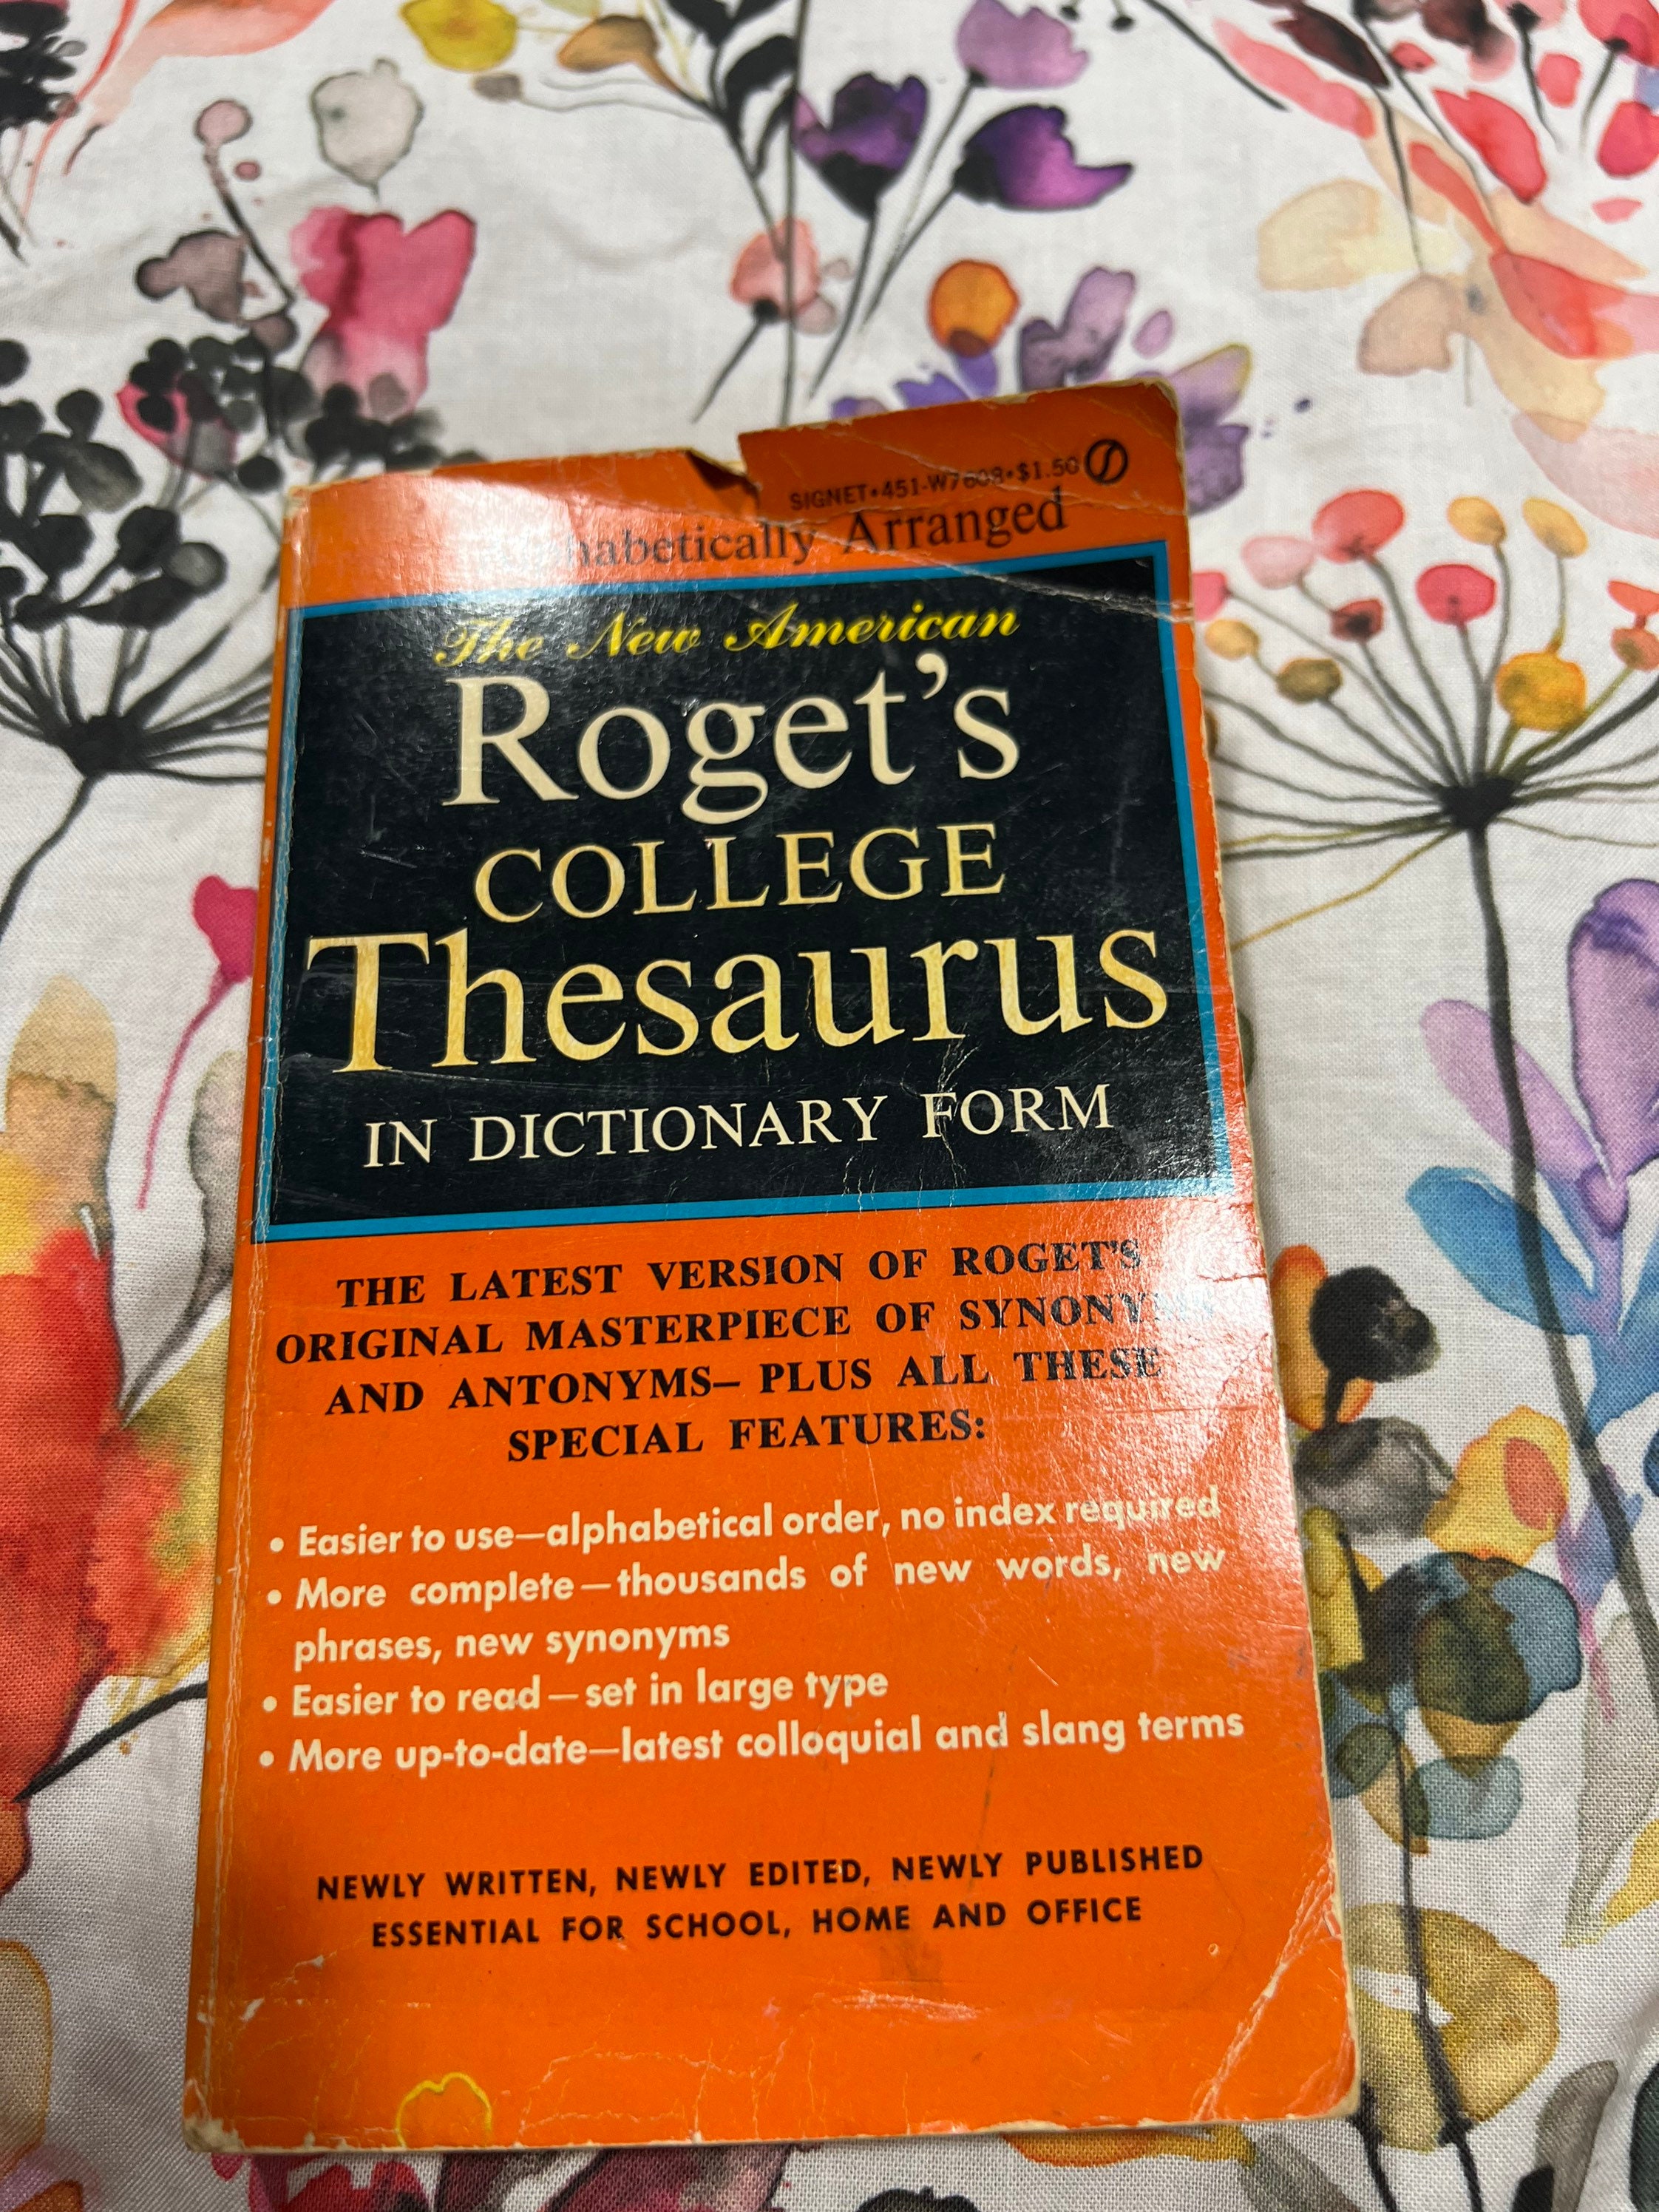 SIGNET•451-W7608•$1.50
Alphabetically Arranged
The New American
Roget's
COLLEGE
Thesaurus
IN DICTIONARY FORM
THE LATEST VERSION OF ROGET'S
ORIGINAL MASTERPIECE OF SYNONYMS
AND ANTONYMS— PLUS ALL THESE
SPECIAL FEATURES:
• Easier to use—alphabetical order, no index required
• More complete—thousands of new words, new
phrases, new synonyms
• Easier to read—set in large type
• More up-to-date—latest colloquial and slang terms
NEWLY WRITTEN, NEWLY EDITED, NEWLY PUBLISHED
ESSENTIAL FOR SCHOOL, HOME AND OFFICE